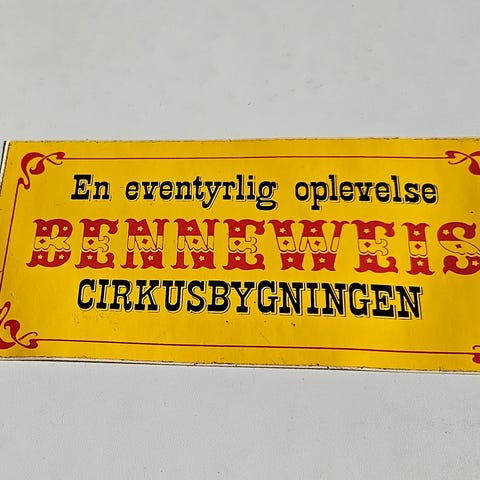 En eventyrlig oplevelse
BENNEWEIS
CIRKUSBYGNINGEN